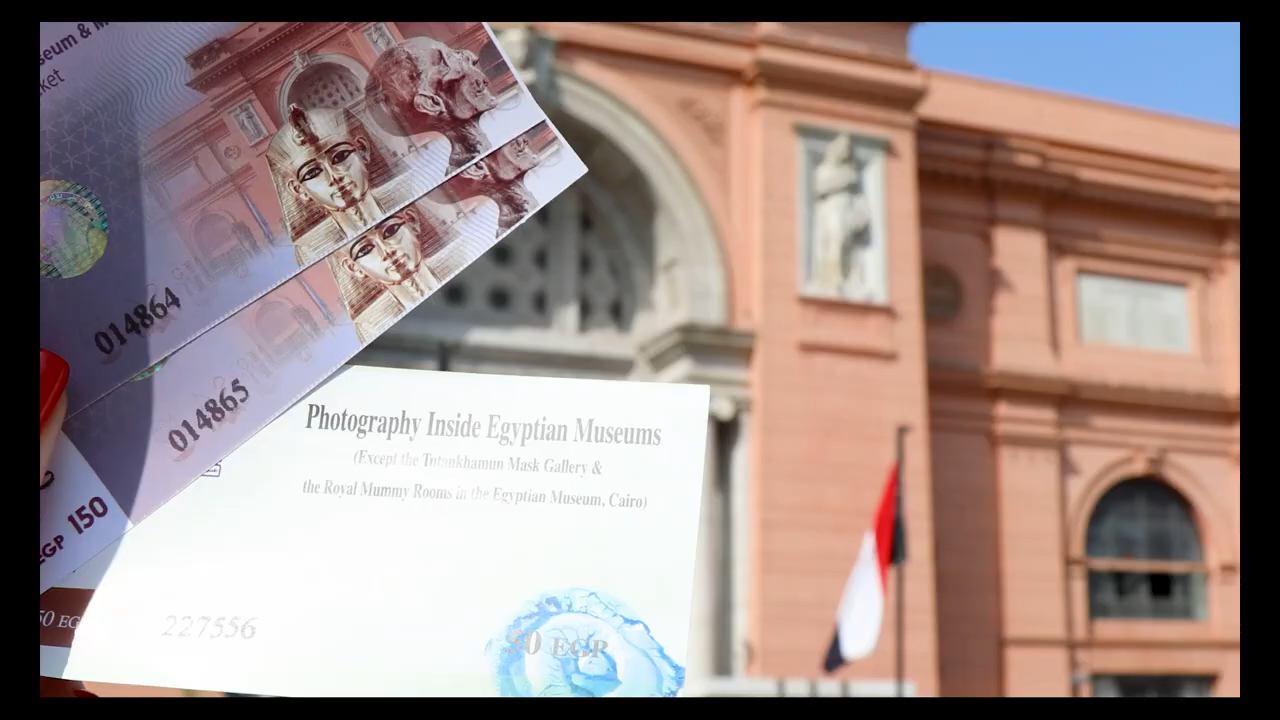 seum & M
ket
014864
014865
EGP 150
Photography Inside Egyptian Museums
(Except the Tutankhamun Mask Gallery &
the Royal Mummy Rooms in the Egyptian Museum, Cairo)
50 EG
227556
50 EGP